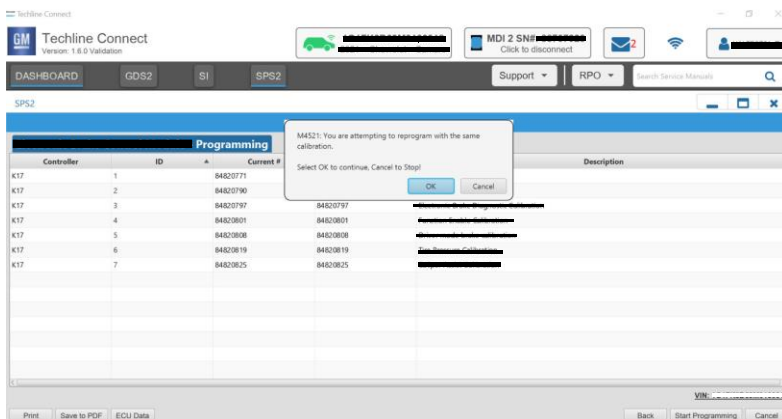 Techline Connect
GM
Techline Connect
Version: 1.6.0 Validation
MDI 2 SN#
Click to disconnect
2
DASHBOARD GDS2 SI SPS2 Support RPO Search Service Manuals
SPS2
Programming
M4521: You are attempting to reprogram with the same
calibration.
Select OK to continue, Cancel to Stop!
OK Cancel
Controller ID Current # Description
K17 1 84820771
K17 2 84820790
K17 3 84820797 84820797
K17 4 84820801 84820801
K17 5 84820808 84820808
K17 6 84820819 84820819
K17 7 84820825 84820825
VIN:
Print Save to PDF ECU Data Back Start Programming Cancel